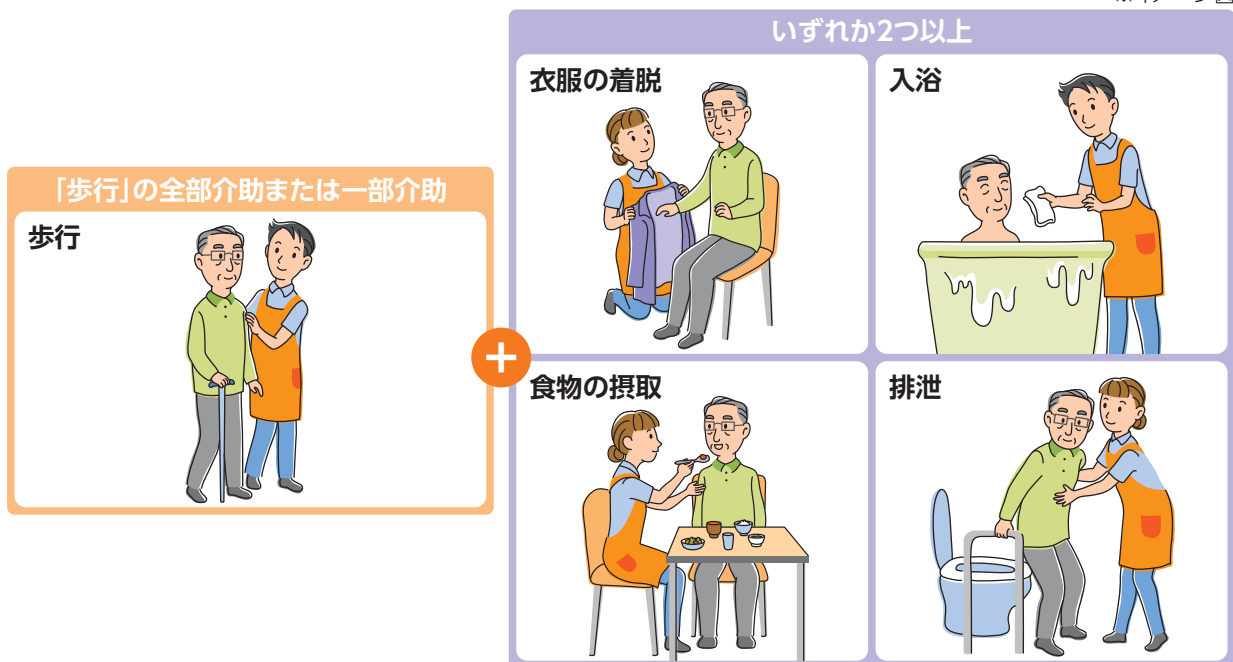 いずれか2つ以上
「歩行」の全部介助または一部介助
歩行
+
衣服の着脱
入浴
食物の摂取
排泄